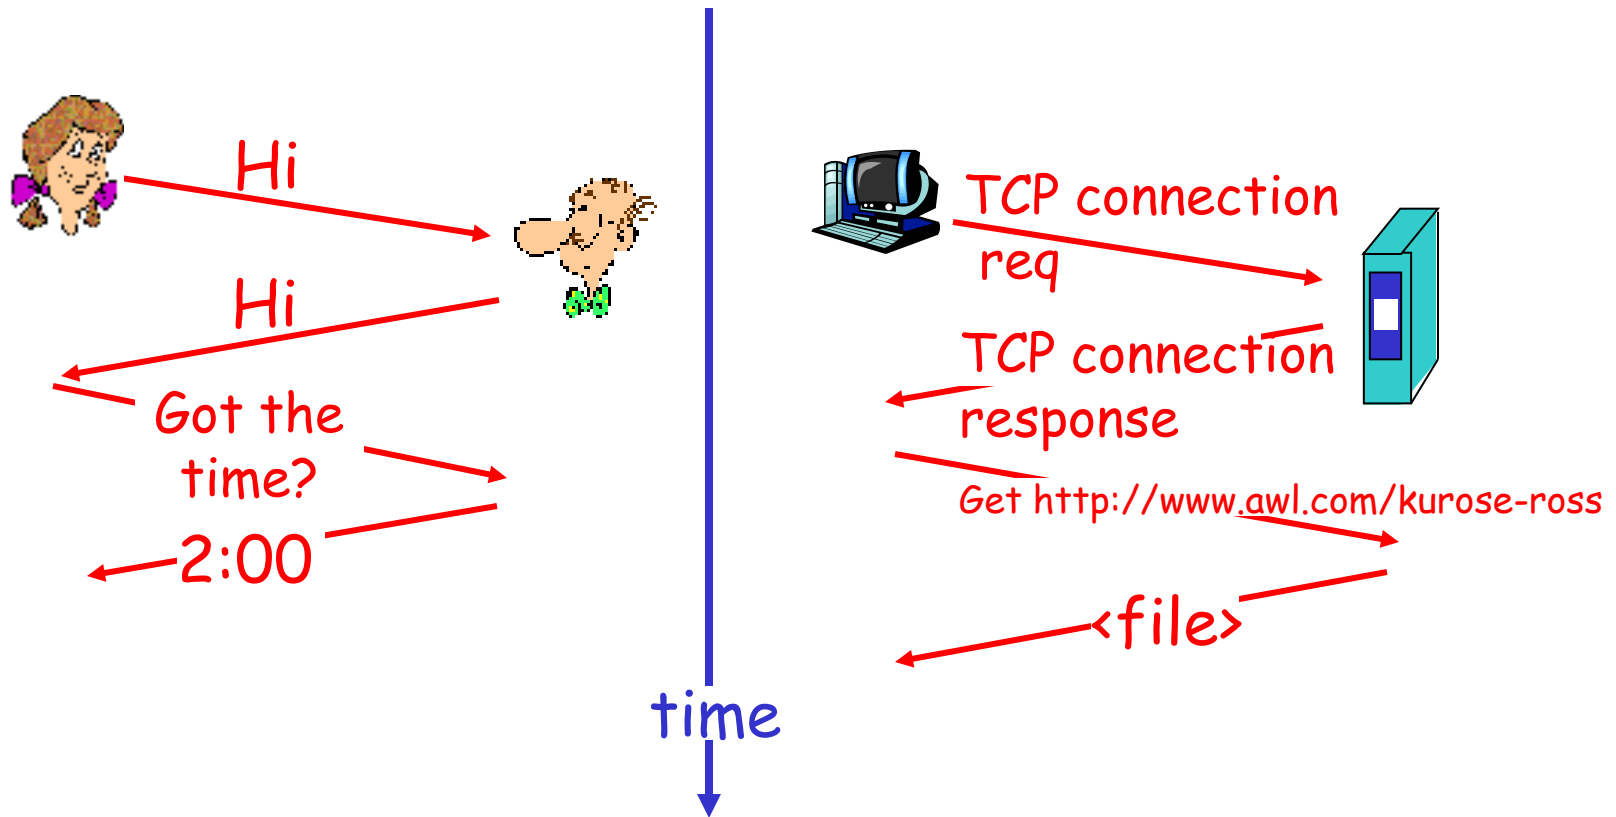 Hi
Hi
Got the
time?
2:00
time
TCP connection
req
TCP connection
response
Get http://www.awl.com/kurose-ross
<file>